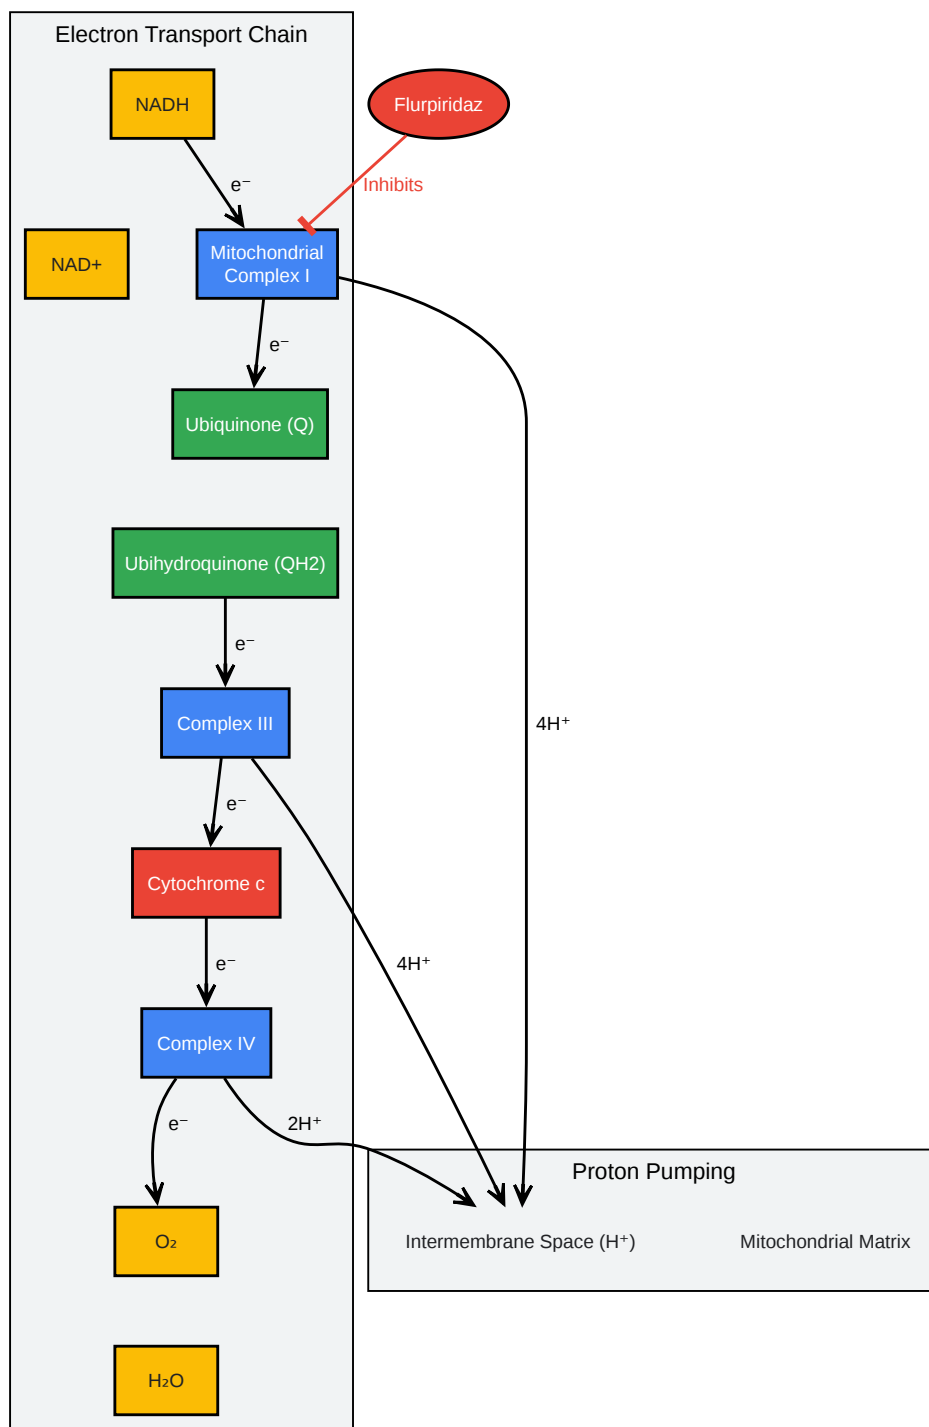 Electron Transport Chain
NADH
Flurpiridaz
e⁻
Inhibits
NAD+
Mitochondrial
Complex I
e⁻
Ubiquinone (Q)
Ubihydroquinone (QH2)
e⁻
Complex III
4H⁺
e⁻
Cytochrome c
e⁻
4H⁺
Complex IV
e⁻
2H⁺
Proton Pumping
O₂
Intermembrane Space (H⁺)
Mitochondrial Matrix
H₂O